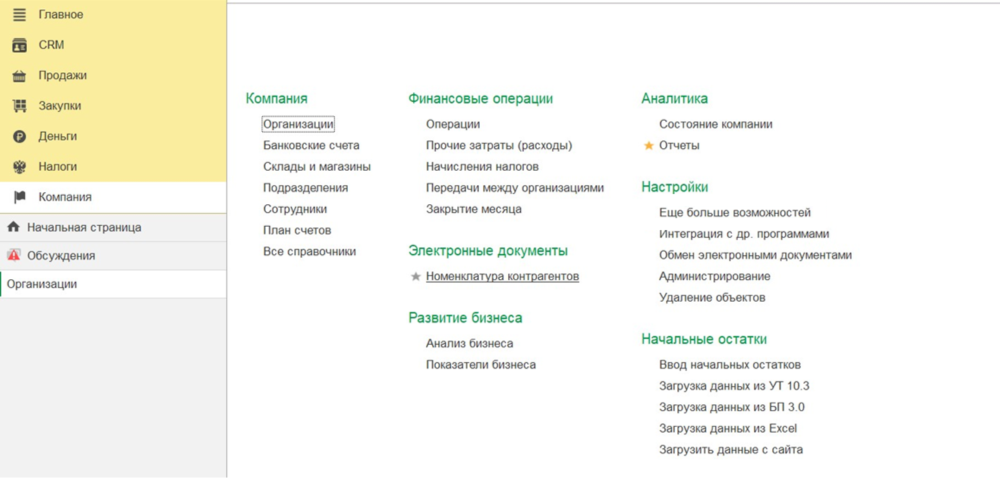 Главное
CRM
Продажи
Закупки
Деньги
Налоги
Компания
Начальная страница
Обсуждения
Организации
Компания
Организации
Банковские счета
Склады и магазины
Подразделения
Сотрудники
План счетов
Все справочники
Финансовые операции
Операции
Прочие затраты (расходы)
Начисления налогов
Передачи между организациями
Закрытие месяца
Электронные документы
Номенклатура контрагентов
Развитие бизнеса
Анализ бизнеса
Показатели бизнеса
Аналитика
Состояние компании
Отчеты
Настройки
Еще больше возможностей
Интеграция с др. программами
Обмен электронными документами
Администрирование
Удаление объектов
Начальные остатки
Ввод начальных остатков
Загрузка данных из УТ 10.3
Загрузка данных из БП 3.0
Загрузка данных из Excel
Загрузить данные с сайта